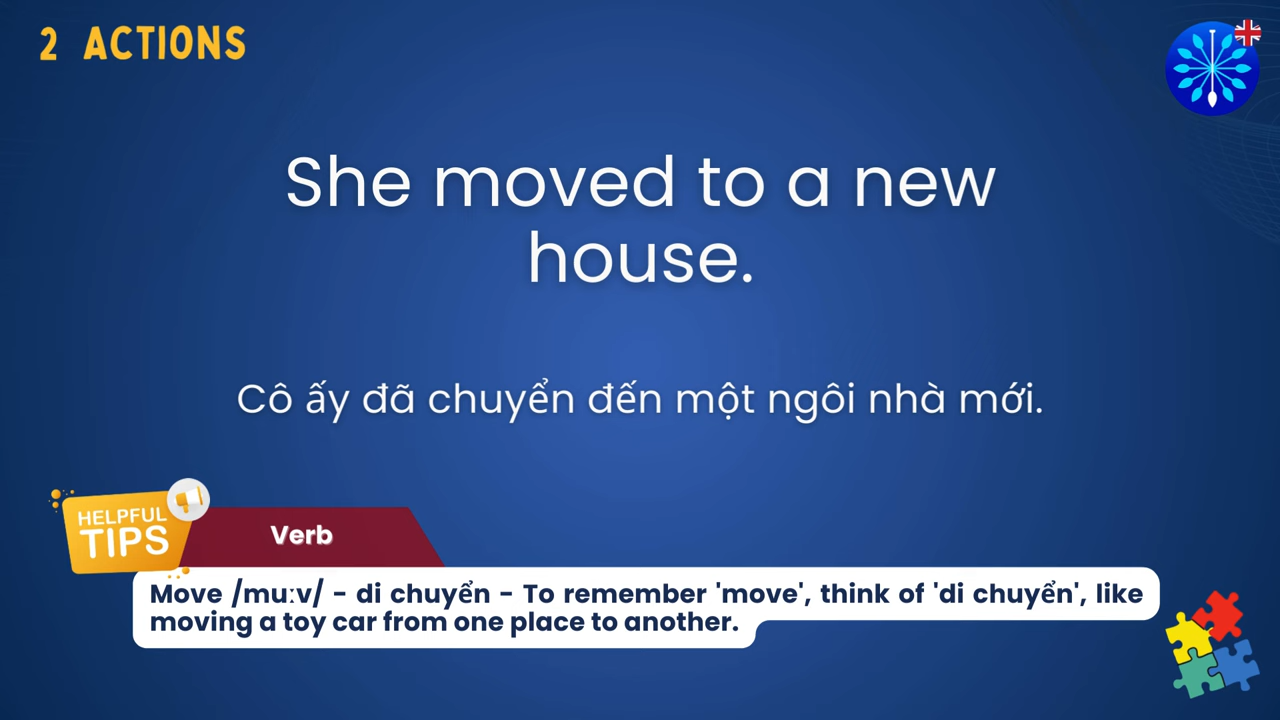 2 ACTIONS
She moved to a new
house.
Cô ấy đã chuyển đến một ngôi nhà mới.
HELPFUL
TIPS
Verb
Move /muːv/ - di chuyển - To remember 'move', think of 'di chuyển', like
moving a toy car from one place to another.